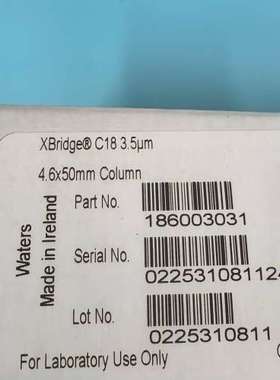 XBridge® C18 3.5µm
4.6x50mm Column
Part No.
186003031
Serial No.
Lot No.
0225310811
For Laboratory Use Only
Waters
Made in Ireland